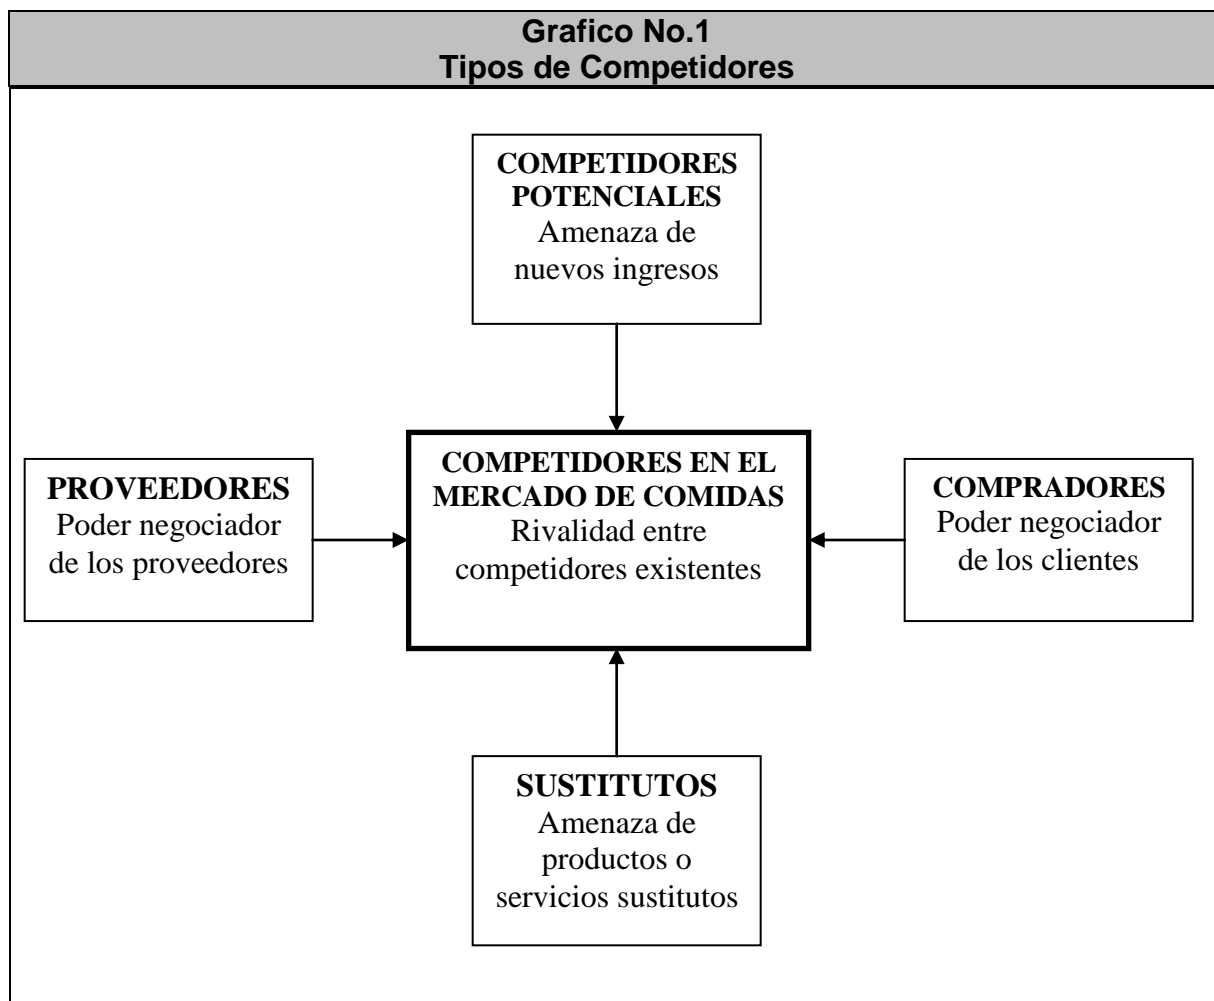 Grafico No.1
Tipos de Competidores
COMPETIDORES
POTENCIALES
Amenaza de
nuevos ingresos
PROVEEDORES
Poder negociador
de los proveedores
COMPETIDORES EN EL
MERCADO DE COMIDAS
Rivalidad entre
competidores existentes
COMPRADORES
Poder negociador
de los clientes
SUSTITUTOS
Amenaza de
productos o
servicios sustitutos